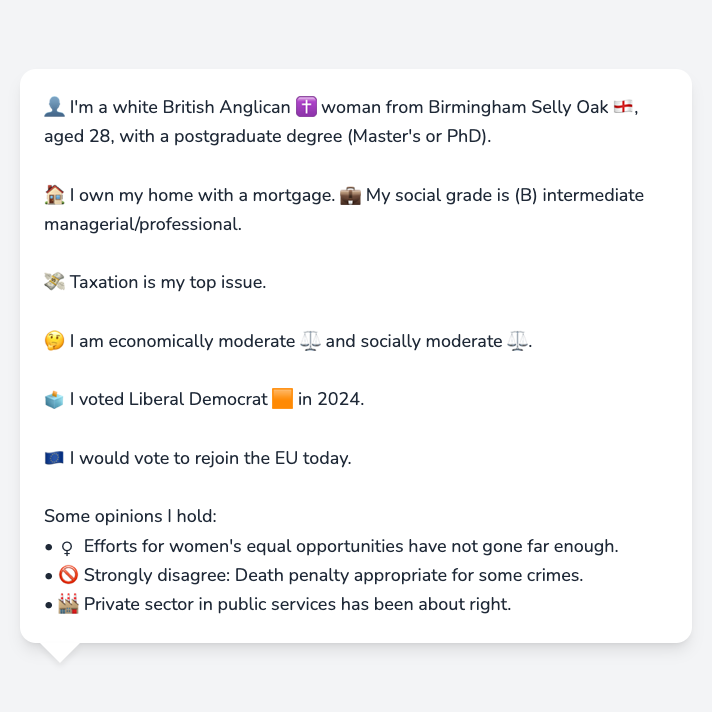 👤 I'm a white British Anglican ✝️ woman from Birmingham Selly Oak 🏴󠁧󠁢󠁥󠁮󠁧󠁿,
aged 28, with a postgraduate degree (Master's or PhD).
🏠 I own my home with a mortgage. 💼 My social grade is (B) intermediate
managerial/professional.
💸 Taxation is my top issue.
🤔 I am economically moderate ⚖️ and socially moderate ⚖️.
🗳️ I voted Liberal Democrat 🟧 in 2024.
🇪🇺 I would vote to rejoin the EU today.
Some opinions I hold:
• ♀ Efforts for women's equal opportunities have not gone far enough.
• 🚫 Strongly disagree: Death penalty appropriate for some crimes.
• 🏭 Private sector in public services has been about right.